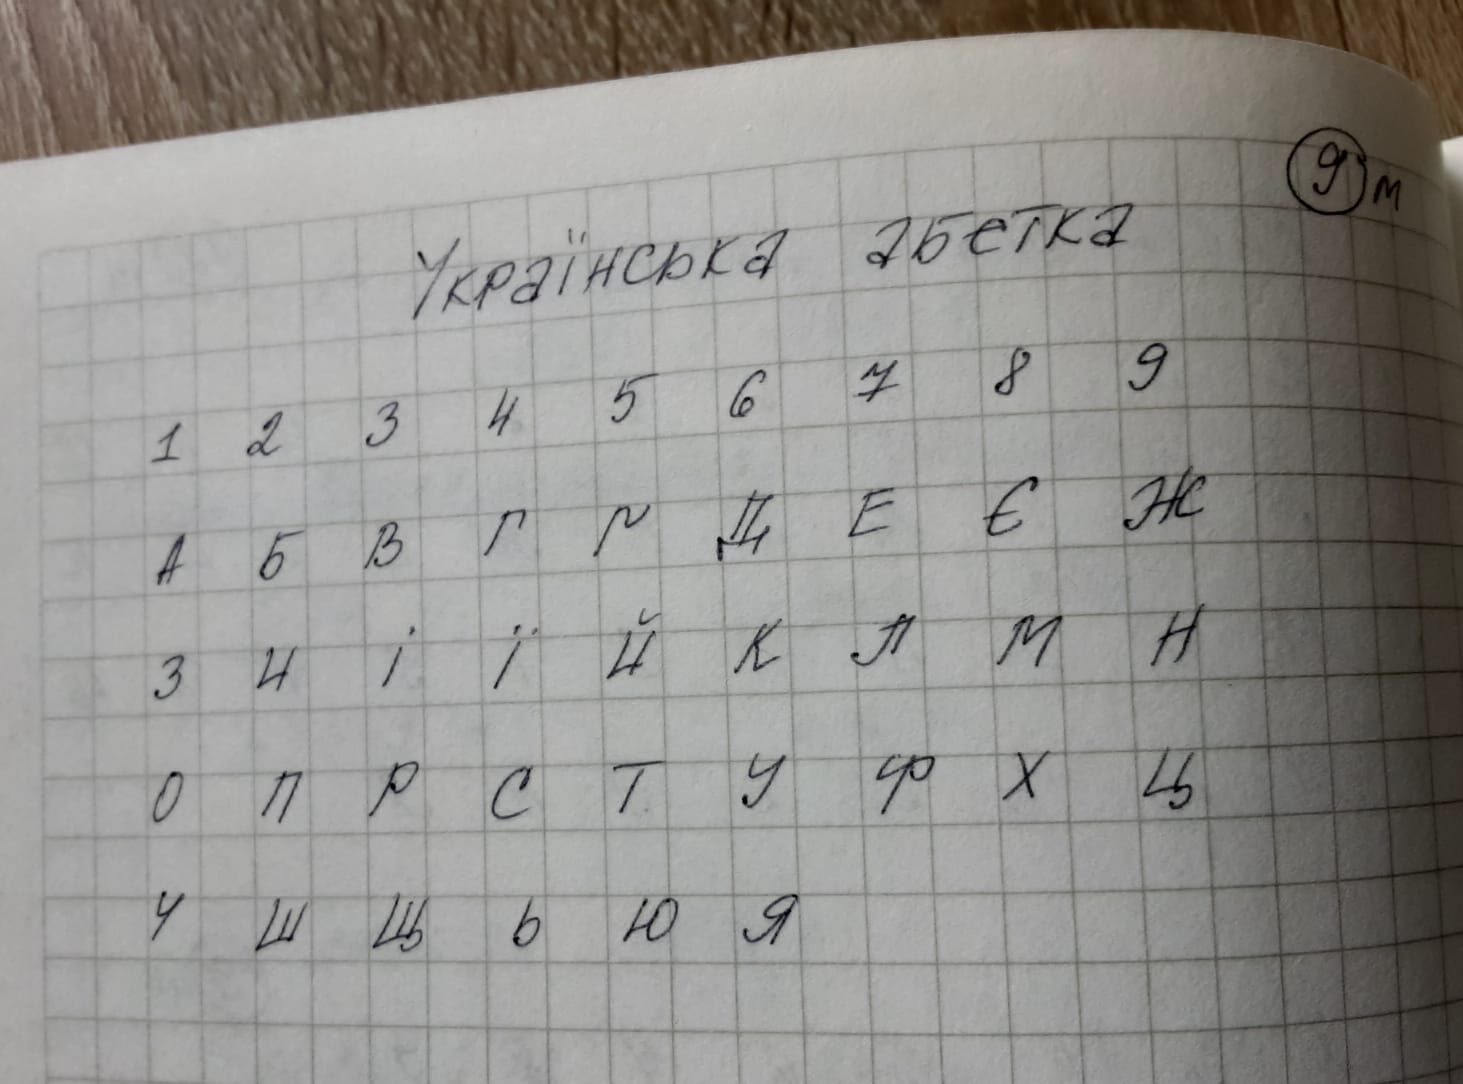 9 м
Українська абетка
1 2 3 4 5 6 7 8 9
А Б В Г Ґ Д Е Є Ж
З И І Ї Й К Л М Н
О П Р С Т У Ф Х Ц
Ч Ш Щ Ь Ю Я